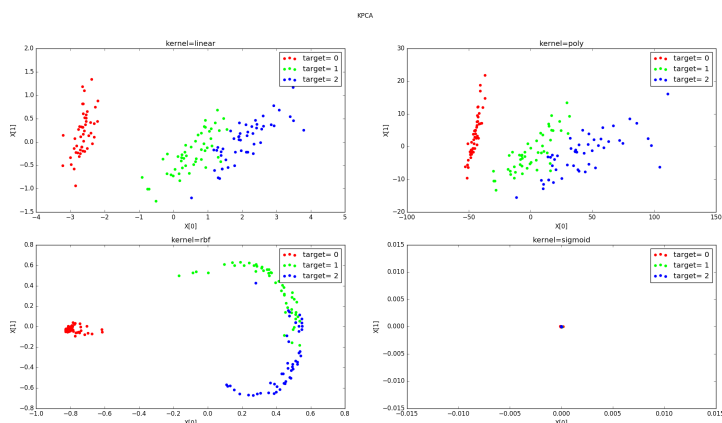 KPCA
kernel=linear
2.0
1.5
1.0
0.5
0.0
−0.5
−1.0
−1.5
X[1]
−4 −3 −2 −1 0 1 2 3 4 5
X[0]
target= 0
target= 1
target= 2
kernel=poly
30
20
10
0
−10
−20
X[1]
−100 −50 0 50 100 150
X[0]
target= 0
target= 1
target= 2
kernel=rbf
0.8
0.6
0.4
0.2
0.0
−0.2
−0.4
−0.6
−0.8
X[1]
−1.0 −0.8 −0.6 −0.4 −0.2 0.0 0.2 0.4 0.6 0.8
X[0]
target= 0
target= 1
target= 2
kernel=sigmoid
0.015
0.010
0.005
0.000
−0.005
−0.010
−0.015
X[1]
−0.015 −0.010 −0.005 0.000 0.005 0.010 0.015
X[0]
target= 0
target= 1
target= 2